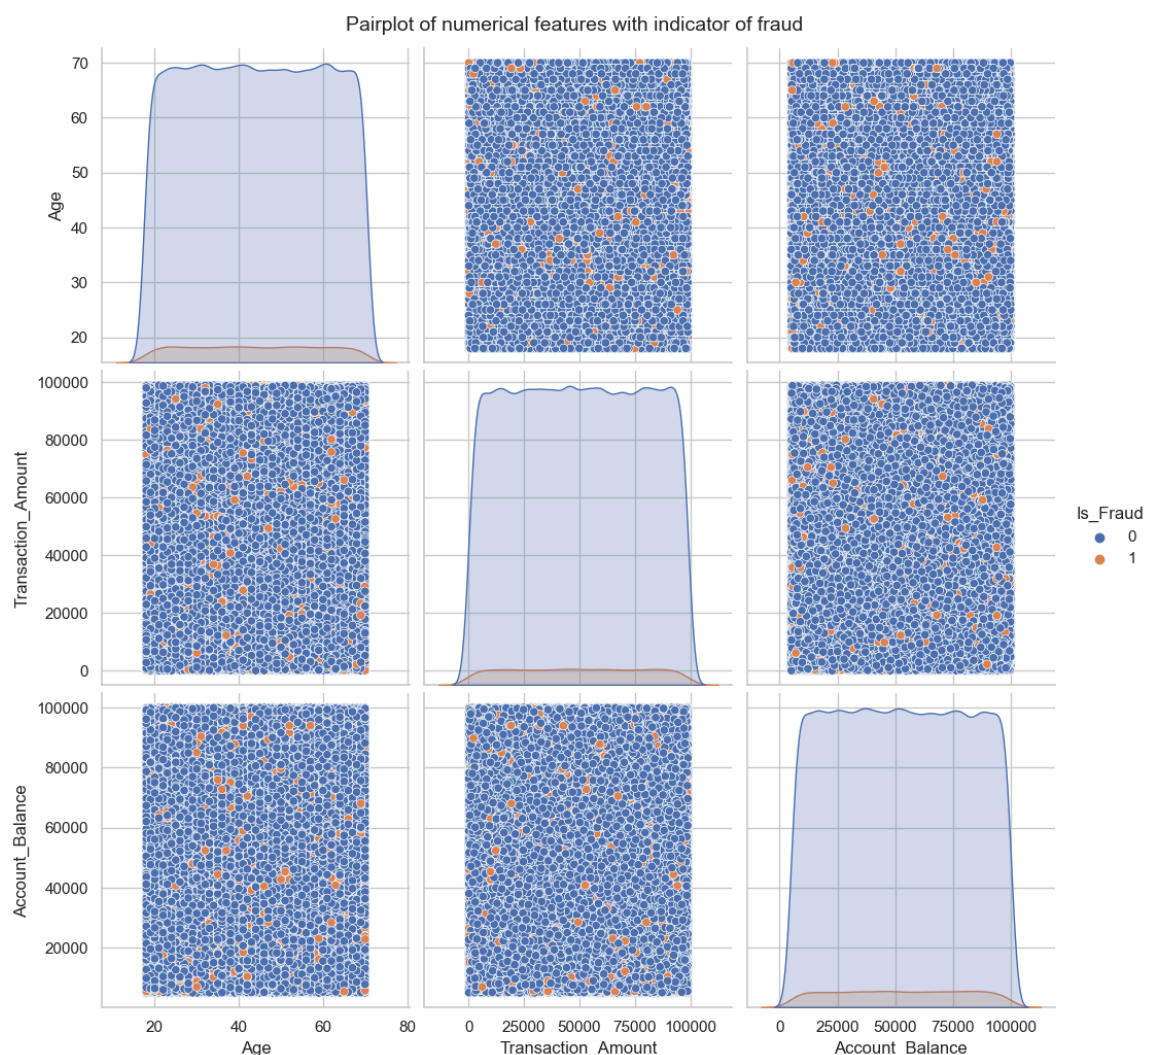 Pairplot of numerical features with indicator of fraud
70
60
50
40
30
20
Age
100000
80000
60000
40000
20000
0
Transaction_Amount
Is_Fraud
0
1
100000
80000
60000
40000
20000
Account_Balance
20 40 60 80
0 25000 50000 75000 100000
0 25000 50000 75000 100000
Age
Transaction_Amount
Account_Balance